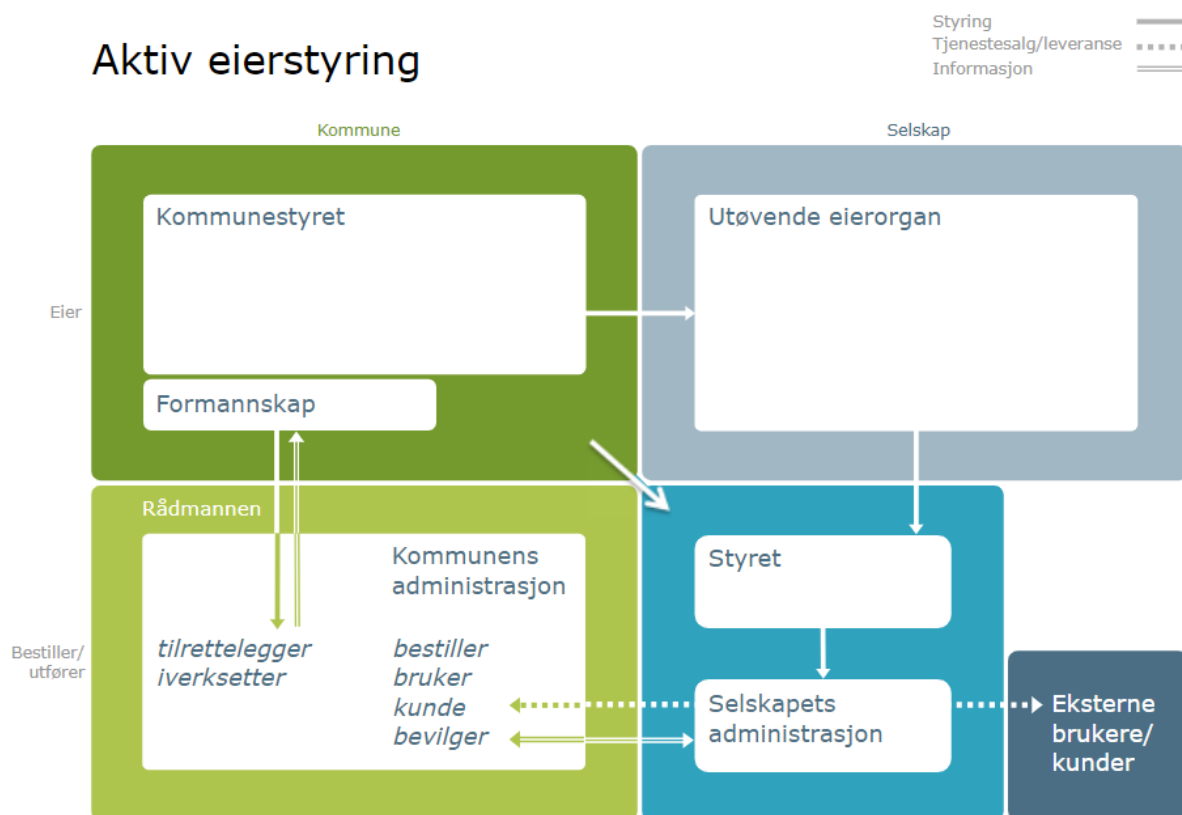 Styring
Tjenestesalg/leveranse
Informasjon
Aktiv eierstyring
Kommune
Selskap
Kommunestyret
Utøvende eierorgan
Eier
Formannskap
Rådmannen
Kommunens
administrasjon
Styret
Bestiller/
utfører
tilrettelegger
iverksetter
bestiller
bruker
kunde
bevilger
Selskapets
administrasjon
Eksterne
brukere/
kunder